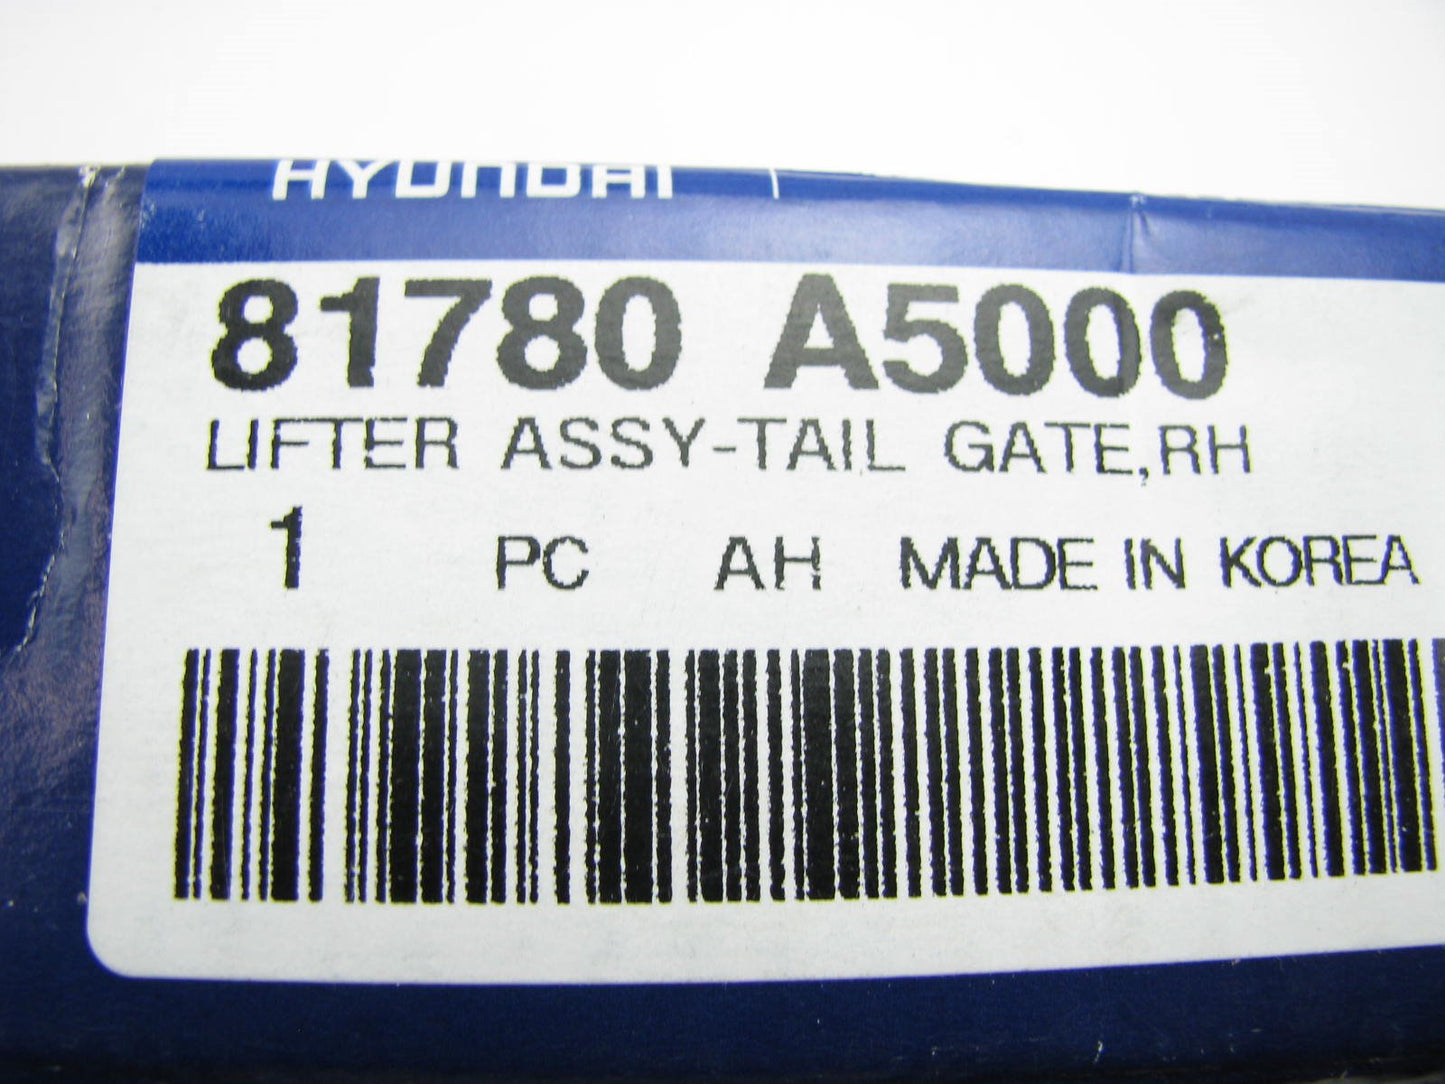 HYUNDAI
81780 A5000
LIFTER ASSY-TAIL GATE,RH
1 PC AH MADE IN KOREA